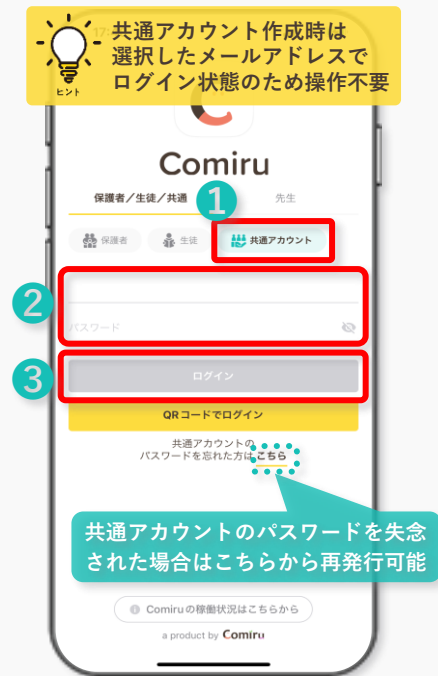 共通アカウント作成時は
選択したメールアドレスで
ログイン状態のため操作不要
ヒント
Comiru
保護者／生徒／共通
先生
1
保護者
生徒
共通アカウント
2
パスワード
3
ログイン
QRコードでログイン
共通アカウントの
パスワードを忘れた方はこちら
共通アカウントのパスワードを失念
された場合はこちらから再発行可能
Comiruの稼働状況はこちらから
a product by Comiru